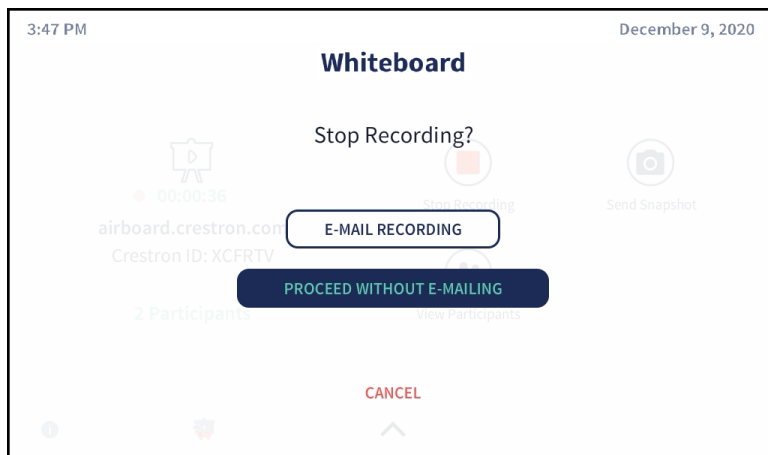 3:47 PM
December 9, 2020
Whiteboard
Stop Recording?
00:00:36
Stop Recording
Send Snapshot
airboard.crestron.com
E-MAIL RECORDING
Crestron ID: XCFRTV
PROCEED WITHOUT E-MAILING
2 Participants
View Participants
CANCEL